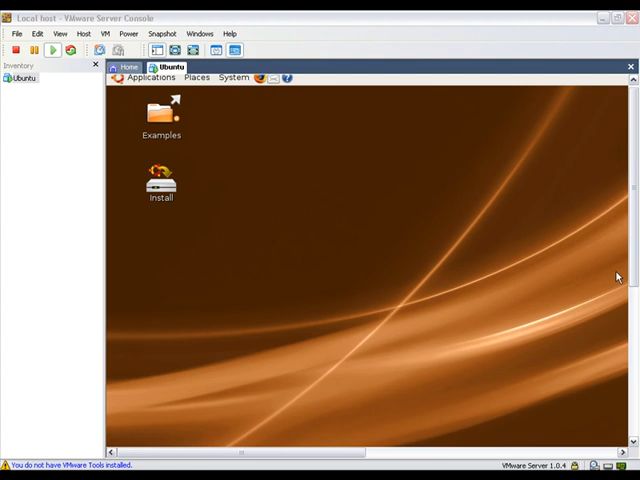 Local host - VMware Server Console
File Edit View Host VM Power Snapshot Windows Help
Inventory
Ubuntu
Home Ubuntu
Applications Places System
Examples
Install
You do not have VMware Tools installed.
VMware Server 1.0.4